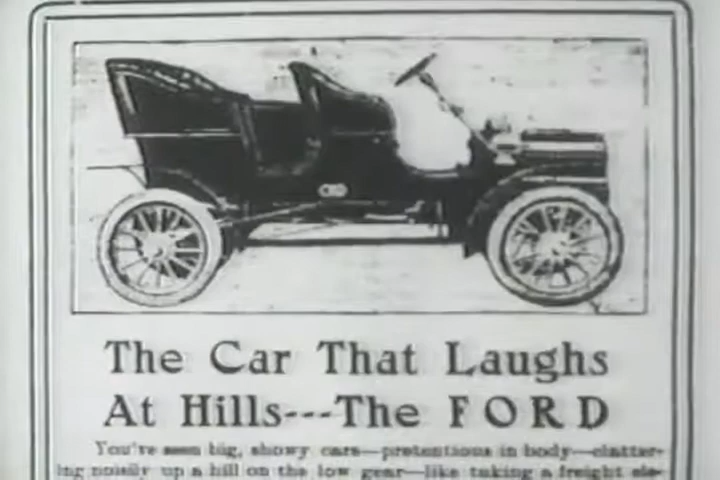 The Car That Laughs
At Hills---The FORD
You've seen big, showy cars—pretentious in body—clatter-
ing noisily up a hill on the low gear—like taking a freight ele-